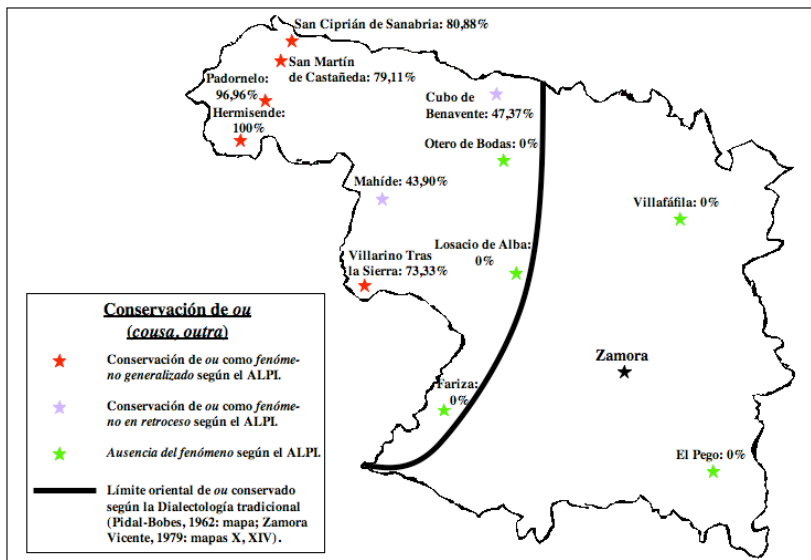 San Ciprián de Sanabria: 80,88%
San Martín
de Castañeda: 79,11%
Padornelo:
96,96%
Hermisende:
100%
Cubo de
Benavente: 47,37%
Otero de Bodas: 0%
Mahíde: 43,90%
Villafáfila: 0%
Losacio de Alba:
0%
Villarino Tras
la Sierra: 73,33%
Zamora
Fariza:
0%
El Pego: 0%
Conservación de ou
(cousa, outra)
Conservación de ou como fenóme-
no generalizado según el ALPI.
Conservación de ou como fenóme-
no en retroceso según el ALPI.
Ausencia del fenómeno según el ALPI.
Límite oriental de ou conservado
según la Dialectología tradicional
(Pidal-Bobes, 1962: mapa; Zamora
Vicente, 1979: mapas X, XIV).